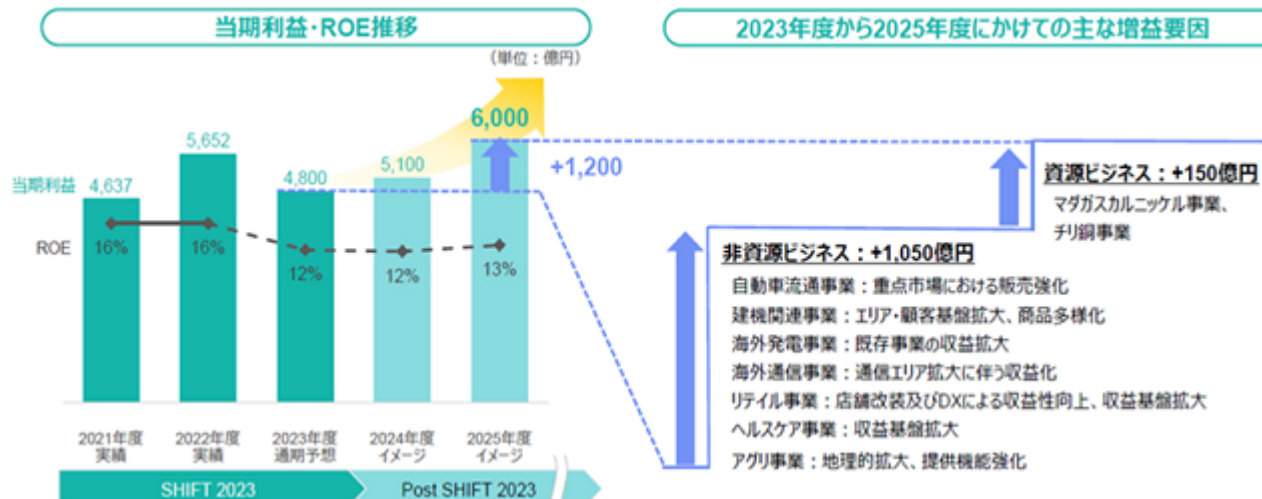 当期利益・ROE推移
(単位：億円)
6,000
5,652
5,100
+1,200
当期利益
4,637
4,800
ROE
16%
16%
12%
12%
13%
2021年度
実績
2022年度
実績
2023年度
通期予想
2024年度
イメージ
2025年度
イメージ
SHIFT 2023
Post SHIFT 2023
2023年度から2025年度にかけての主な増益要因
資源ビジネス：+150億円
マダガスカルニッケル事業、
チリ銅事業
非資源ビジネス：+1,050億円
自動車流通事業：重点市場における販売強化
建機関連事業：エリア・顧客基盤拡大、商品多様化
海外発電事業：既存事業の収益拡大
海外通信事業：通信エリア拡大に伴う収益化
リテイル事業：店舗改装及びDXによる収益性向上、収益基盤拡大
ヘルスケア事業：収益基盤拡大
アグリ事業：地理的拡大、提供機能強化